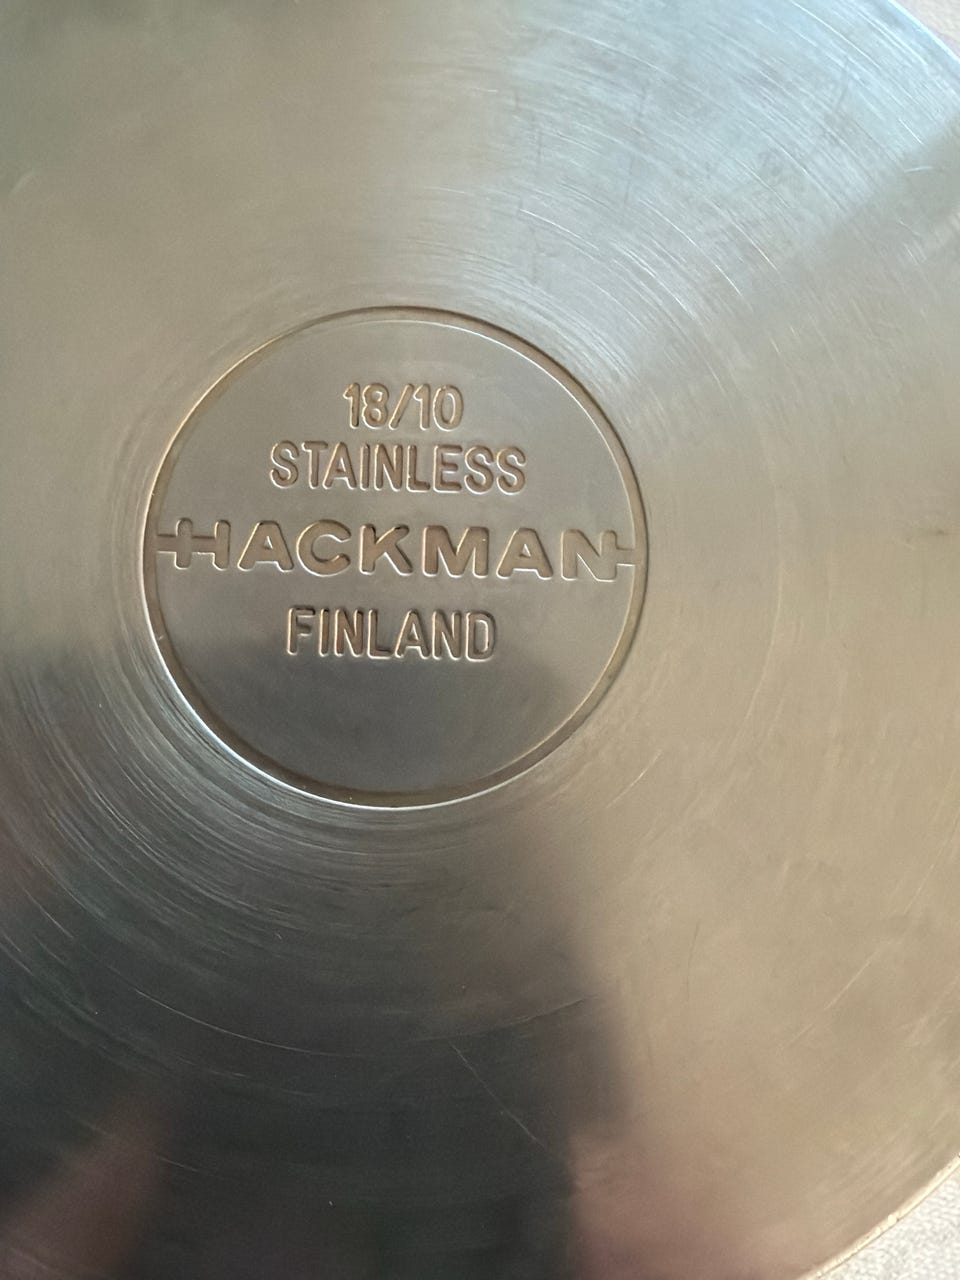 18/10
STAINLESS
HACKMAN
FINLAND